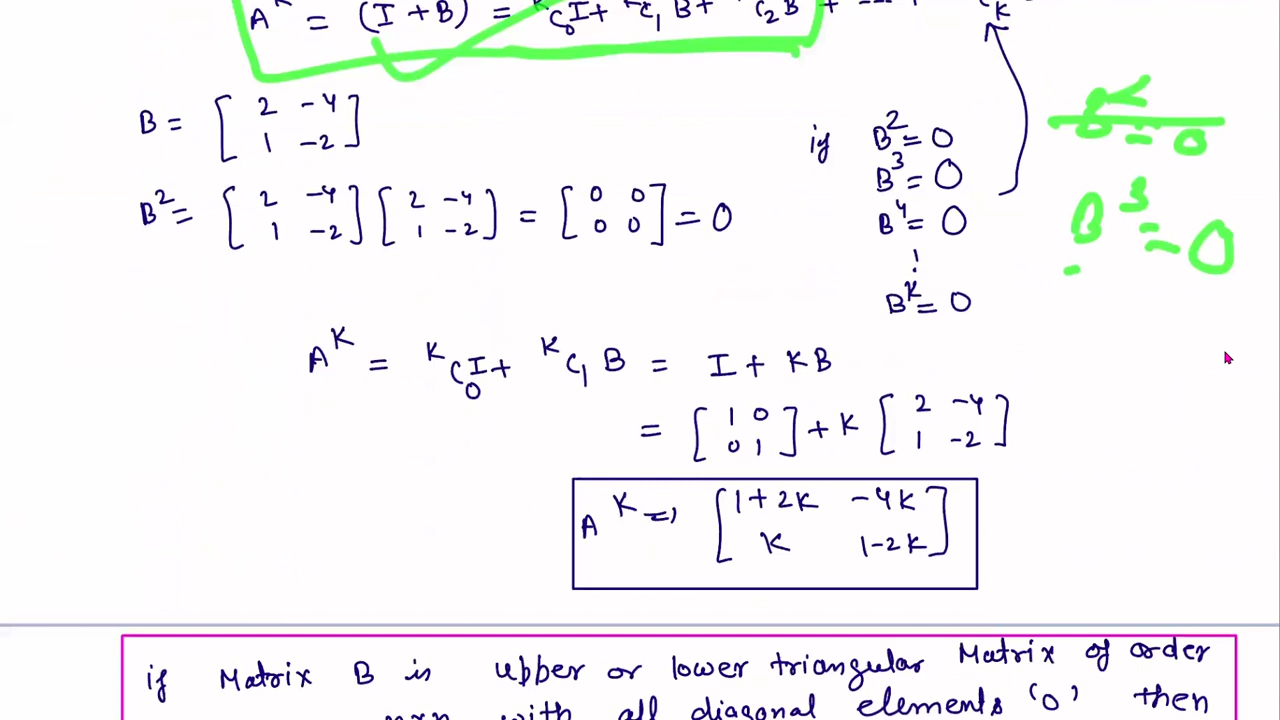 A^K = (I + B) = ^KC_0 I + ^KC_1 B + C_2 B + --- + C_K
B = [2 -4; 1 -2]
if B^2 = 0
B^3 = 0
B^4 = 0
B^K = 0
B = 0
B^3 = 0
B^2 = [2 -4; 1 -2] [2 -4; 1 -2] = [0 0; 0 0] = 0
A^K = ^KC_0 I + ^KC_1 B = I + KB
= [1 0; 0 1] + K [2 -4; 1 -2]
A^K =, [1+2K -4K; K 1-2K]
if Matrix B is upper or lower triangular Matrix of order
with all diagonal elements '0' then